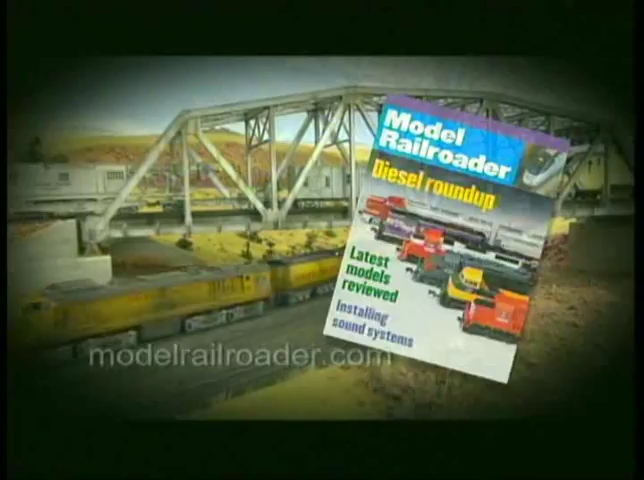 Model
Railroader
Diesel roundup
Latest
models
reviewed
Installing
sound systems
modelrailroader.com